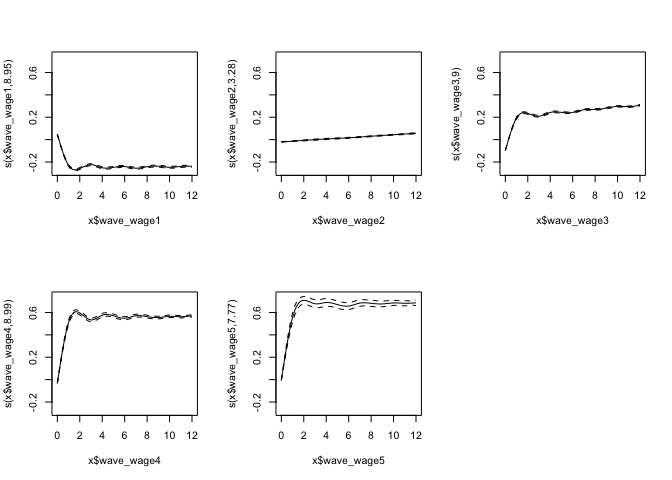 s(x$wave_wage1,8.95)
0.6
0.2
-0.2
0 2 4 6 8 10 12
x$wave_wage1
s(x$wave_wage2,3.28)
0.6
0.2
-0.2
0 2 4 6 8 10 12
x$wave_wage2
s(x$wave_wage3,9)
0.6
0.2
-0.2
0 2 4 6 8 10 12
x$wave_wage3
s(x$wave_wage4,8.99)
0.6
0.2
-0.2
0 2 4 6 8 10 12
x$wave_wage4
s(x$wave_wage5,7.77)
0.6
0.2
-0.2
0 2 4 6 8 10 12
x$wave_wage5